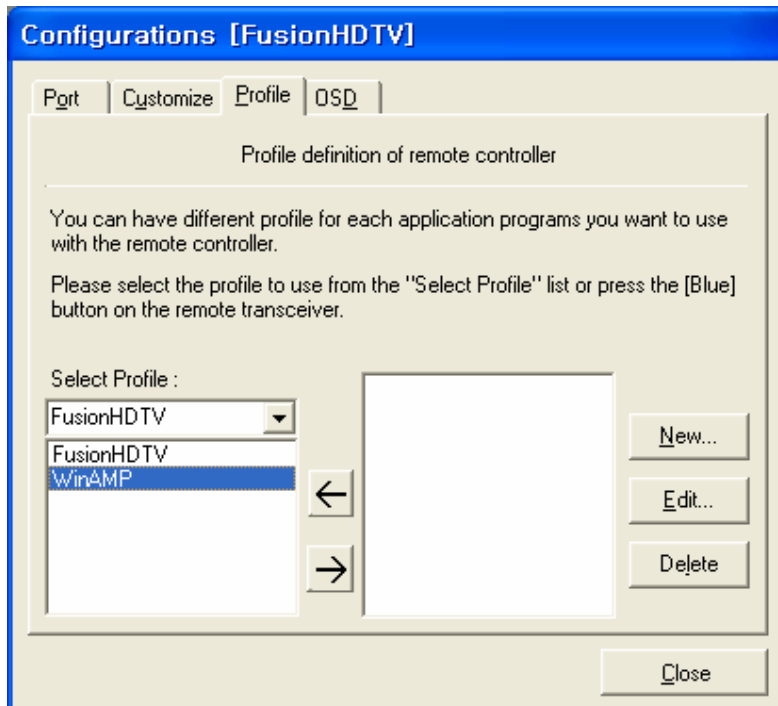 Configurations [FusionHDTV]
Port Customize Profile OSD
Profile definition of remote controller
You can have different profile for each application programs you want to use
with the remote controller.
Please select the profile to use from the "Select Profile" list or press the [Blue]
button on the remote transceiver.
Select Profile :
FusionHDTV
FusionHDTV
WinAMP
New...
Edit...
Delete
Close